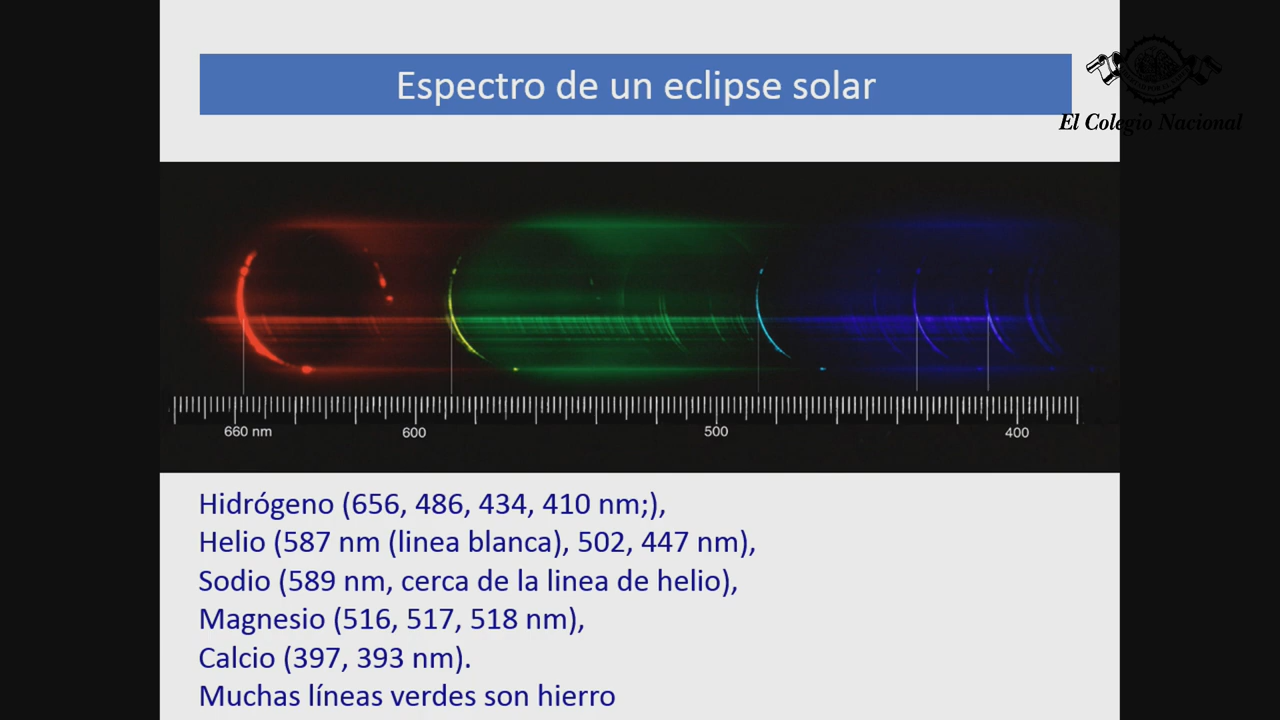 Espectro de un eclipse solar
El Colegio Nacional
660 nm 600 500 400
Hidrógeno (656, 486, 434, 410 nm;),
Helio (587 nm (linea blanca), 502, 447 nm),
Sodio (589 nm, cerca de la linea de helio),
Magnesio (516, 517, 518 nm),
Calcio (397, 393 nm).
Muchas líneas verdes son hierro